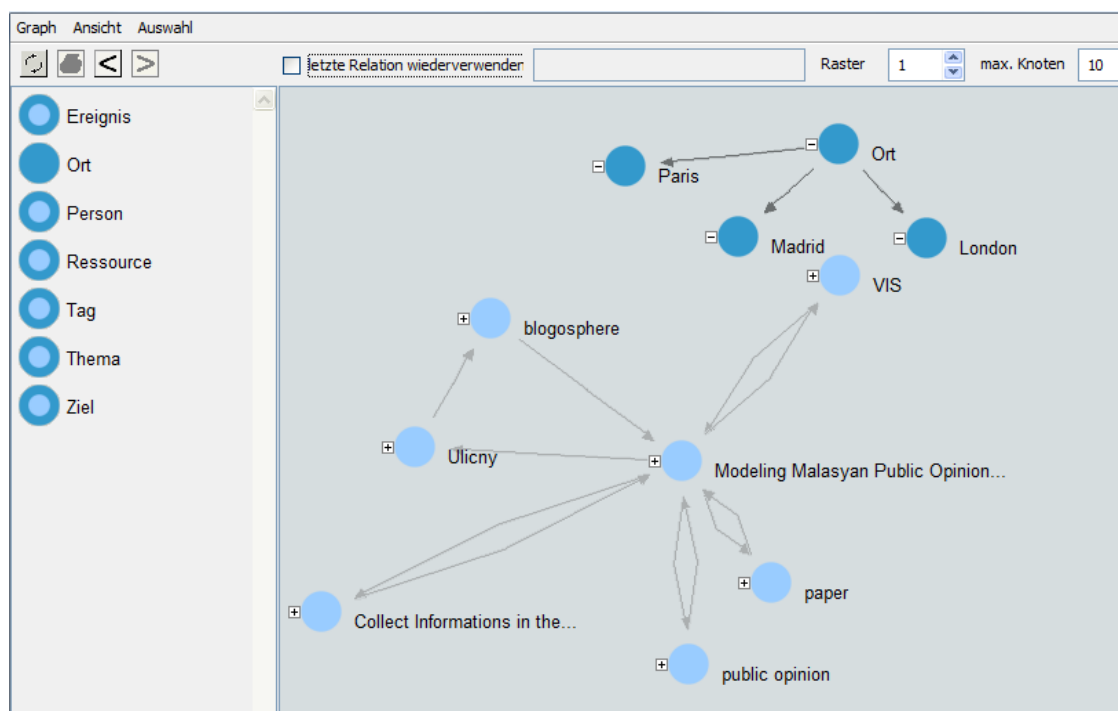 Graph Ansicht Auswahl
letzte Relation wiederverwenden Raster 1 max. Knoten 10
Ereignis
Ort
Person
Ressource
Tag
Thema
Ziel
Ort
Paris
Madrid
London
VIS
blogosphere
Ulicny
Modeling Malasyan Public Opinion...
paper
Collect Informations in the...
public opinion